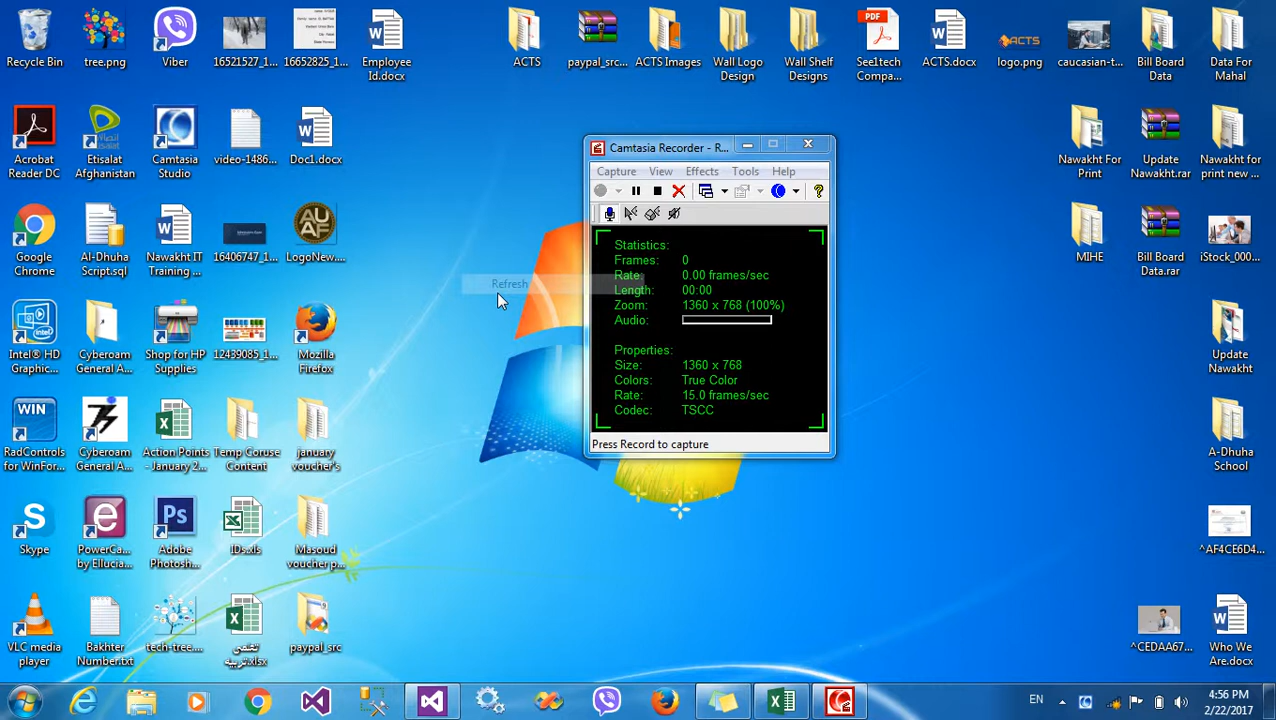 Recycle Bin
tree.png
Viber
16521527_1...
16652825_1...
Employee
Id.docx
ACTS
paypal_src...
ACTS Images
Wall Logo
Design
Wall Shelf
Designs
PDF
See1tech
Compa...
ACTS.docx
ACTS
logo.png
caucasian-t...
Bill Board
Data
Data For
Mahal
Acrobat
Reader DC
Etisalat
Afghanistan
Camtasia
Studio
video-1486...
Doc1.docx
Nawakht For
Print
Update
Nawakht.rar
Nawakht for
print new ...
Google
Chrome
Al-Dhuha
Script.sql
Nawakht IT
Training ...
16406747_1...
AU
AF
LogoNew....
MIHE
Bill Board
Data.rar
iStock_000...
Intel® HD
Graphic...
Cyberoam
General A...
Shop for HP
Supplies
12439085_1...
Mozilla
Firefox
Update
Nawakht
WIN
RadControls
for WinFor...
Cyberoam
General A...
Action Points
- January 2...
Temp Coruse
Content
january
voucher's
A-Dhuha
School
Skype
PowerCa...
by Ellucia...
Ps
Adobe
Photosh...
IDs.xls
Masoud
voucher p...
^AF4CE6D4...
VLC media
player
Bakhter
Number.txt
tech-tree....
paypal_src
^CEDAA67...
Who We
Are.docx
Refresh
Camtasia Recorder - R...
Capture View Effects Tools Help
Statistics:
Frames: 0
Rate: 0.00 frames/sec
Length: 00:00
Zoom: 1360 x 768 (100%)
Audio:
Properties:
Size: 1360 x 768
Colors: True Color
Rate: 15.0 frames/sec
Codec: TSCC
Press Record to capture
EN
4:56 PM
2/22/2017